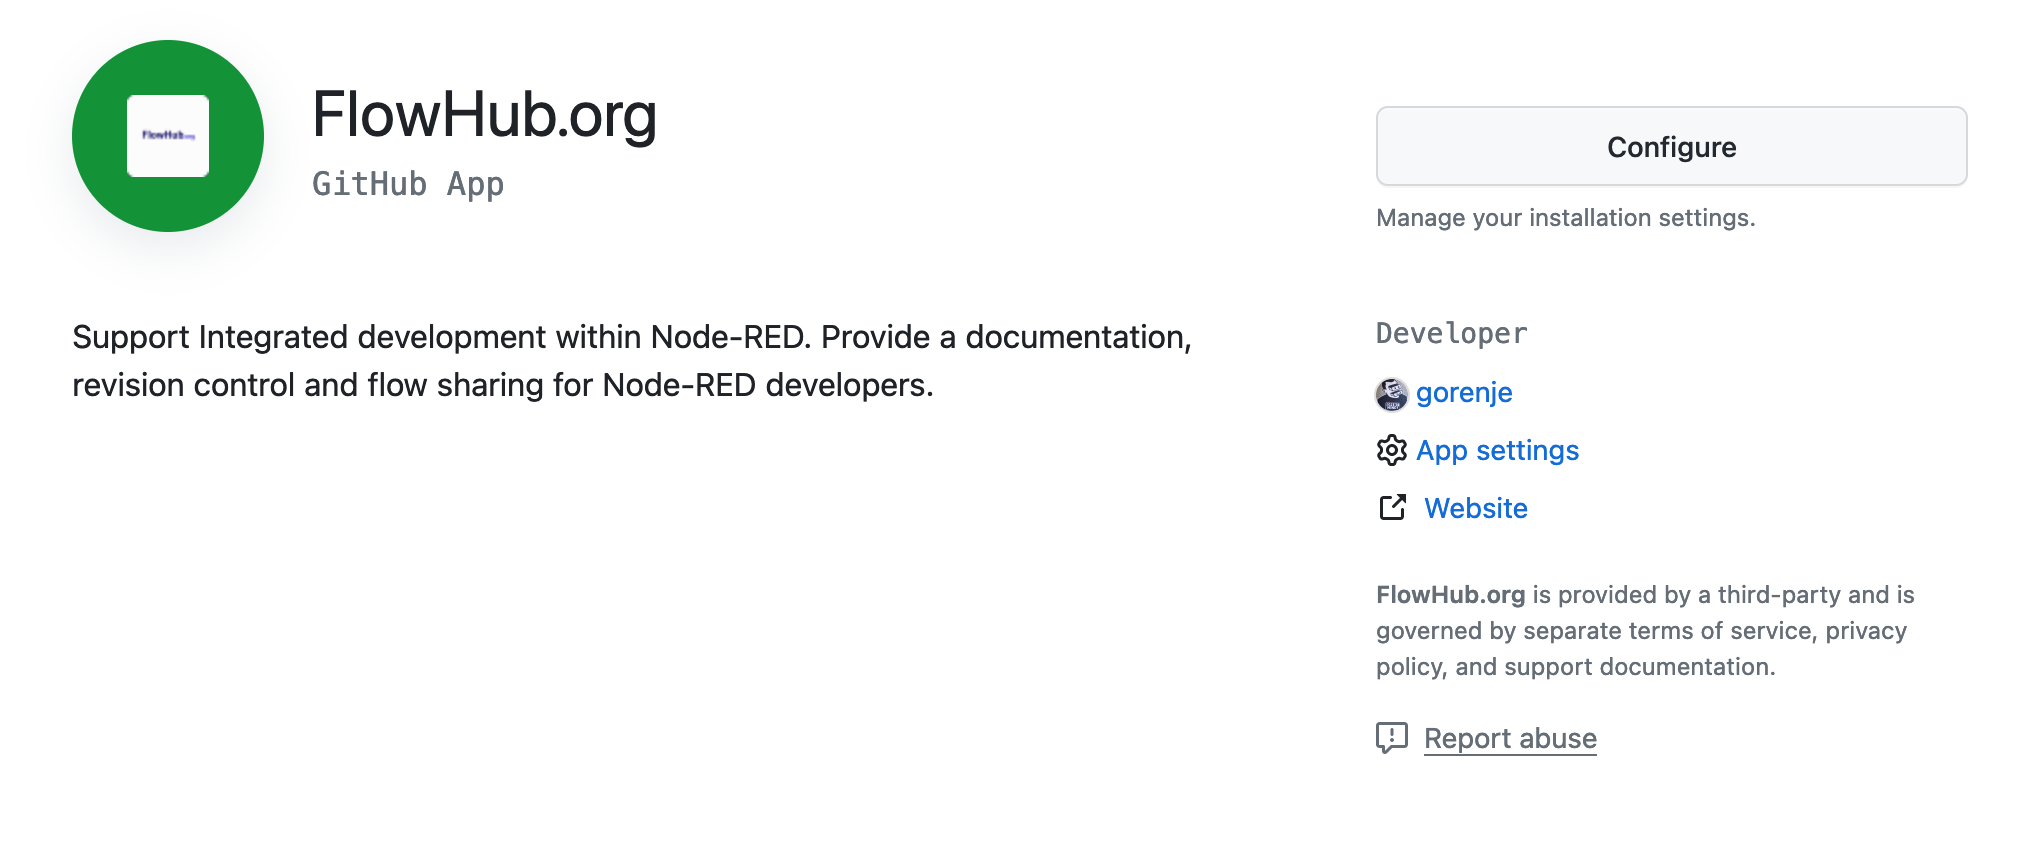 FlowHub.org
FlowHub.org
GitHub App
Support Integrated development within Node-RED. Provide a documentation,
revision control and flow sharing for Node-RED developers.
Configure
Manage your installation settings.
Developer
gorenje
App settings
Website
FlowHub.org is provided by a third-party and is
governed by separate terms of service, privacy
policy, and support documentation.
Report abuse